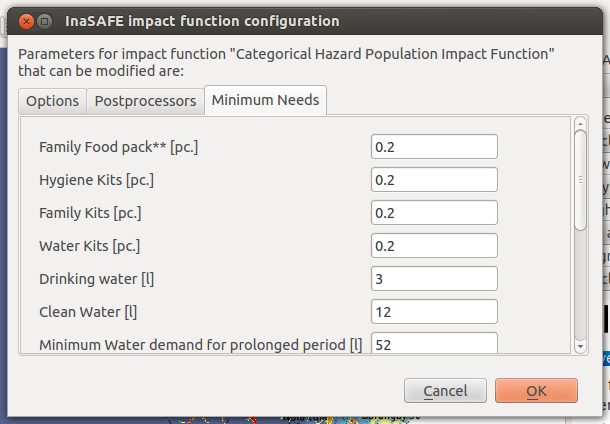 InaSAFE impact function configuration
Parameters for impact function "Categorical Hazard Population Impact Function"
that can be modified are:
Options Postprocessors Minimum Needs
Family Food pack** [pc.] 0.2
Hygiene Kits [pc.] 0.2
Family Kits [pc.] 0.2
Water Kits [pc.] 0.2
Drinking water [l] 3
Clean Water [l] 12
Minimum Water demand for prolonged period [l] 52
Cancel OK